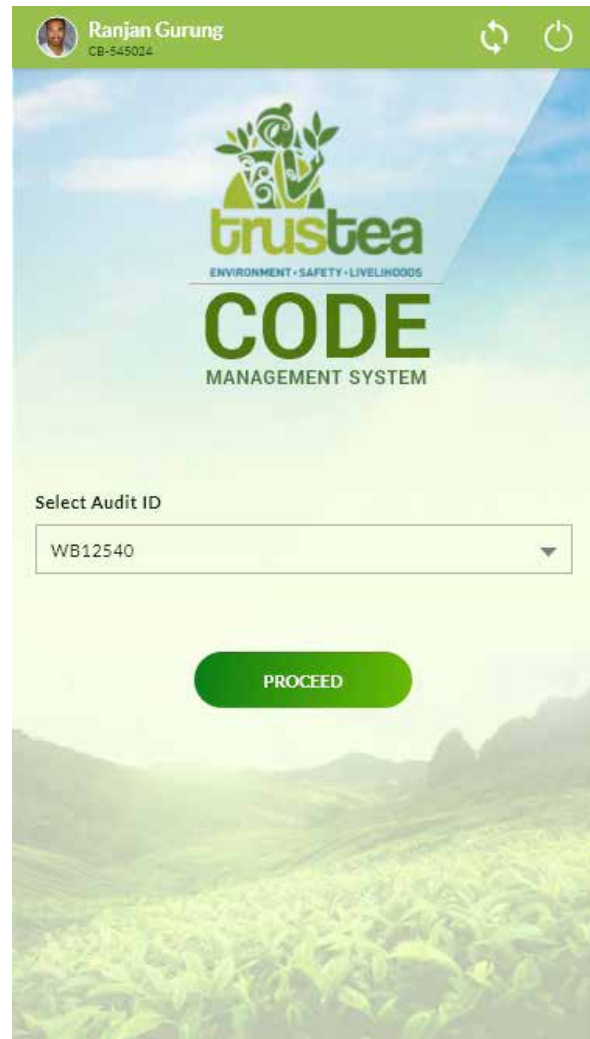 Ranjan Gurung
CB-545024
trustea
ENVIRONMENT • SAFETY • LIVELIHOODS
CODE
MANAGEMENT SYSTEM
Select Audit ID
WB12540
PROCEED